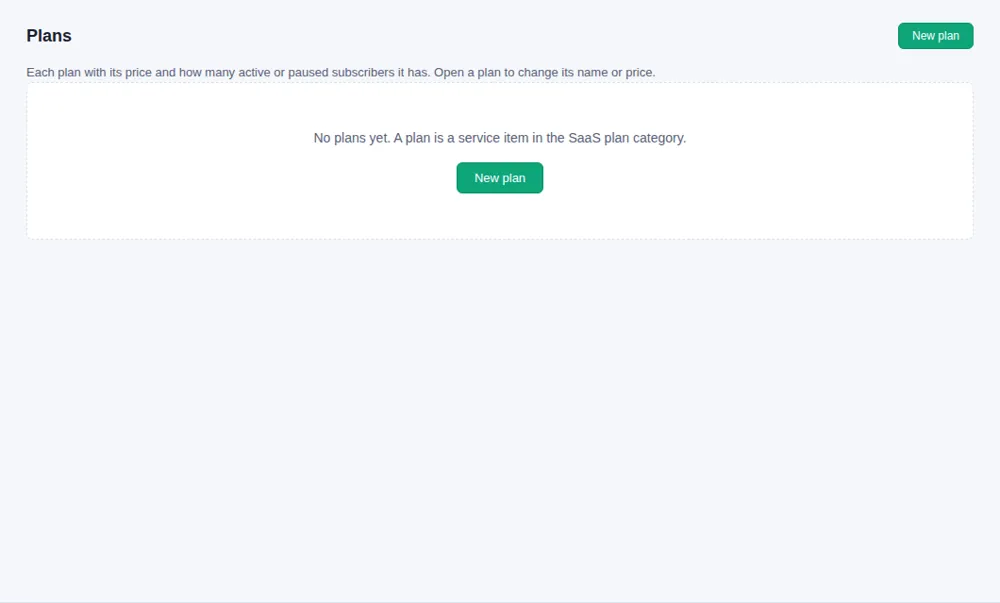 Plans
New plan
Each plan with its price and how many active or paused subscribers it has. Open a plan to change its name or price.
No plans yet. A plan is a service item in the SaaS plan category.
New plan